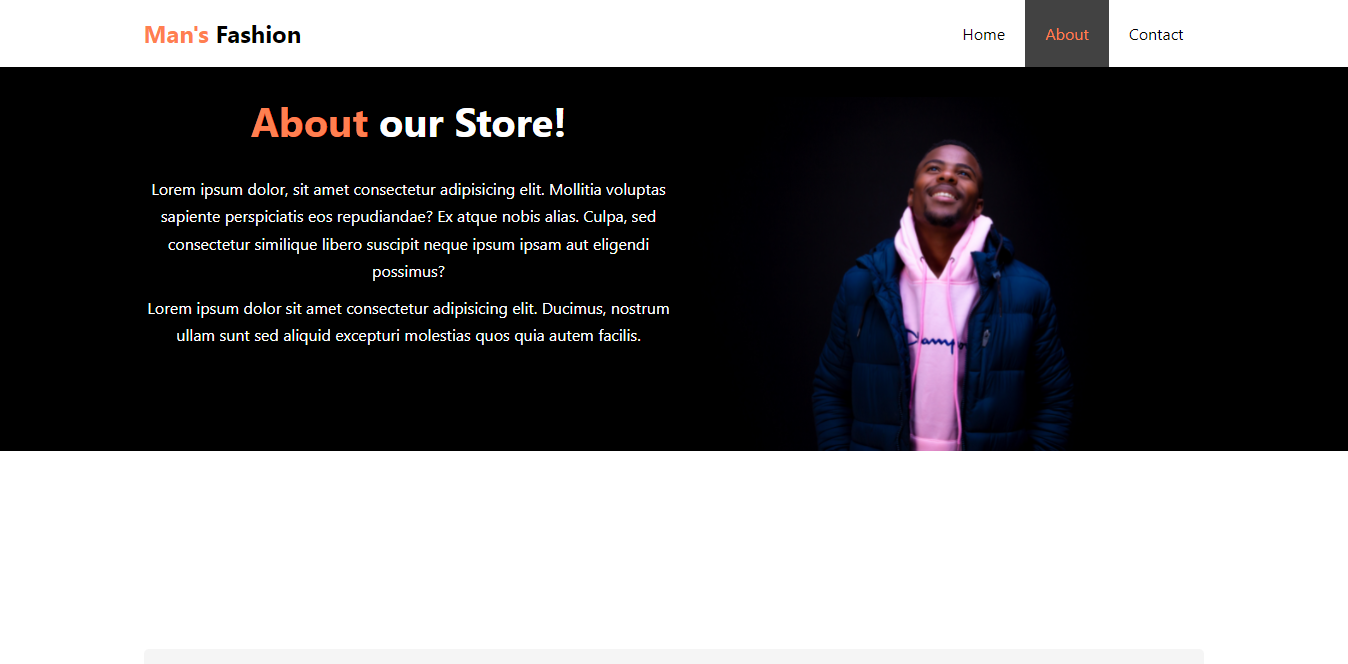 Man's Fashion
Home
About
Contact
About our Store!
Lorem ipsum dolor, sit amet consectetur adipisicing elit. Mollitia voluptas
sapiente perspiciatis eos repudiandae? Ex atque nobis alias. Culpa, sed
consectetur similique libero suscipit neque ipsum ipsam aut eligendi
possimus?
Lorem ipsum dolor sit amet consectetur adipisicing elit. Ducimus, nostrum
ullam sunt sed aliquid excepturi molestias quos quia autem facilis.